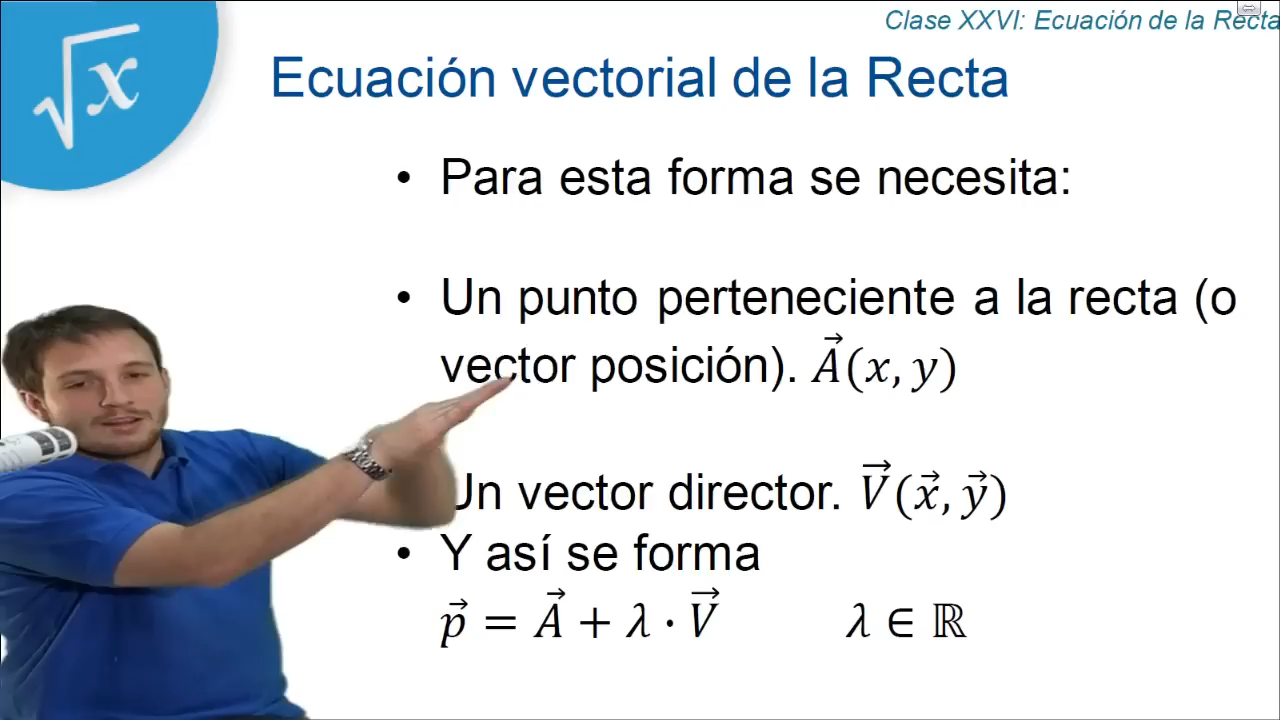 Clase XXVI: Ecuación de la Recta
√x
Ecuación vectorial de la Recta
• Para esta forma se necesita:
• Un punto perteneciente a la recta (o
vector posición). A⃗(x, y)
Un vector director. V⃗(x⃗, y⃗)
• Y así se forma
p⃗ = A⃗ + λ · V⃗ λ ∈ ℝ